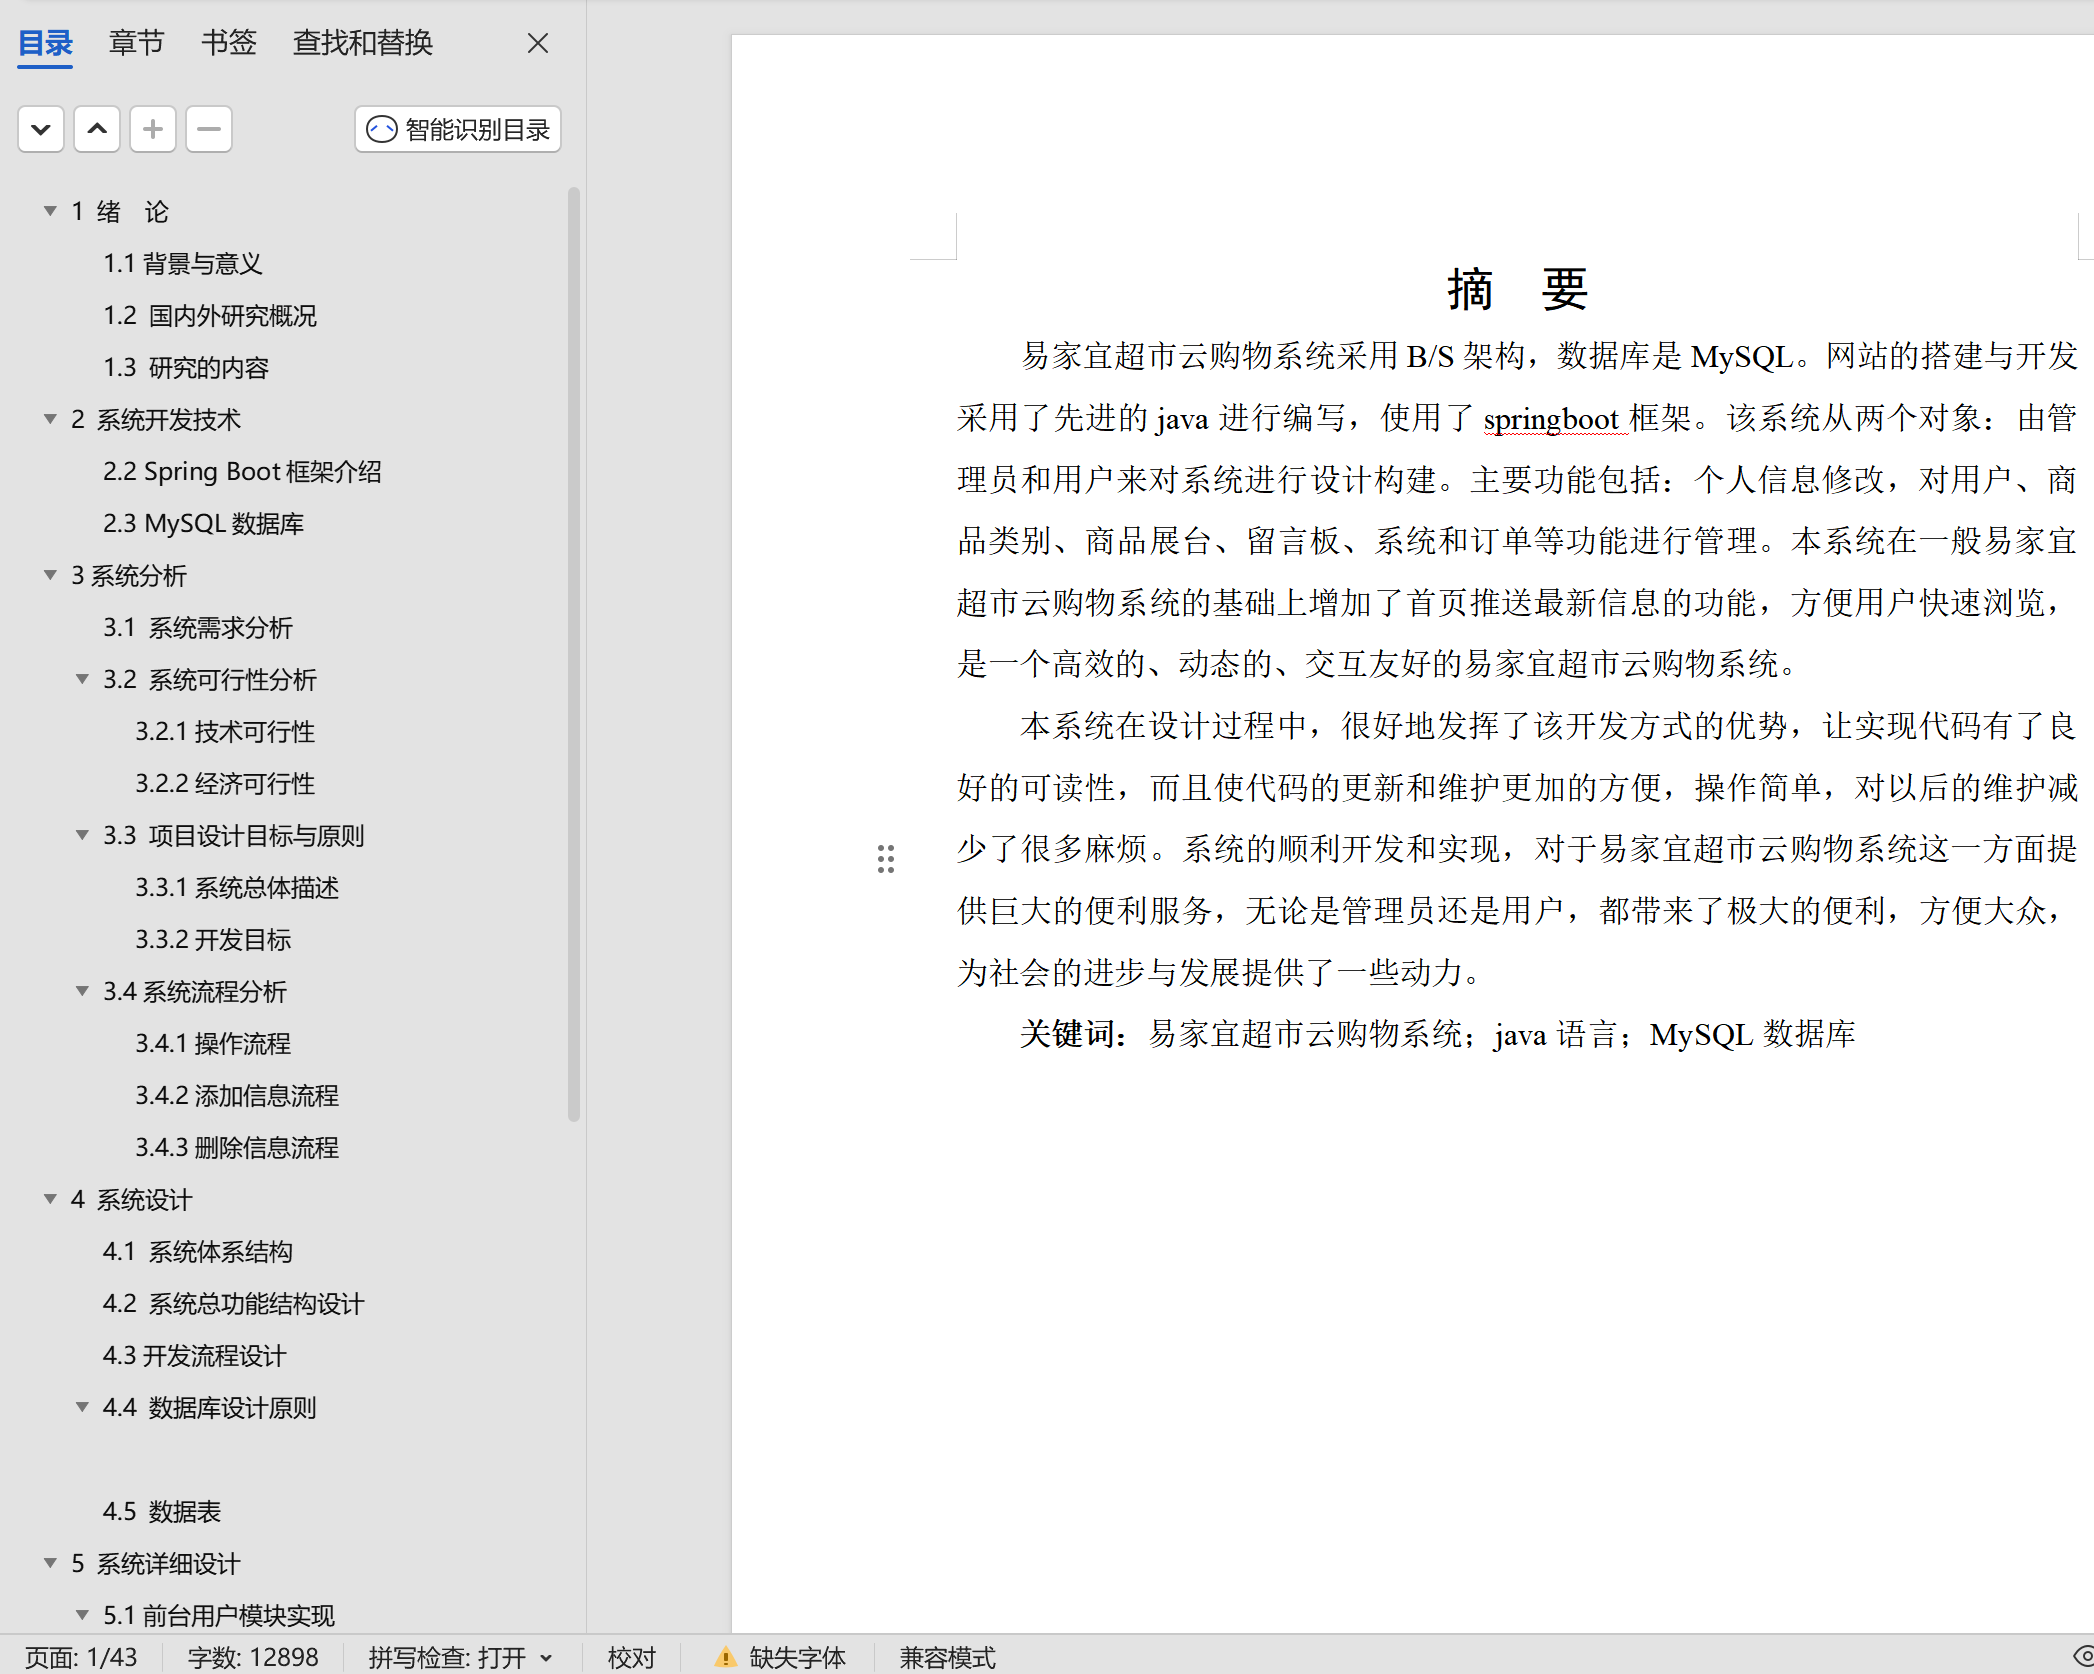 目录 章节 书签 查找和替换
智能识别目录
1 绪 论
1.1 背景与意义
1.2 国内外研究概况
1.3 研究的内容
2 系统开发技术
2.2 Spring Boot 框架介绍
2.3 MySQL 数据库
3 系统分析
3.1 系统需求分析
3.2 系统可行性分析
3.2.1 技术可行性
3.2.2 经济可行性
3.3 项目设计目标与原则
3.3.1 系统总体描述
3.3.2 开发目标
3.4 系统流程分析
3.4.1 操作流程
3.4.2 添加信息流程
3.4.3 删除信息流程
4 系统设计
4.1 系统体系结构
4.2 系统总功能结构设计
4.3 开发流程设计
4.4 数据库设计原则
4.5 数据表
5 系统详细设计
5.1 前台用户模块实现
摘 要
易家宜超市云购物系统采用 B/S 架构，数据库是 MySQL。网站的搭建与开发
采用了先进的 java 进行编写，使用了 springboot 框架。该系统从两个对象：由管
理员和用户来对系统进行设计构建。主要功能包括：个人信息修改，对用户、商
品类别、商品展台、留言板、系统和订单等功能进行管理。本系统在一般易家宜
超市云购物系统的基础上增加了首页推送最新信息的功能，方便用户快速浏览，
是一个高效的、动态的、交互友好的易家宜超市云购物系统。
本系统在设计过程中，很好地发挥了该开发方式的优势，让实现代码有了良
好的可读性，而且使代码的更新和维护更加的方便，操作简单，对以后的维护减
少了很多麻烦。系统的顺利开发和实现，对于易家宜超市云购物系统这一方面提
供巨大的便利服务，无论是管理员还是用户，都带来了极大的便利，方便大众，
为社会的进步与发展提供了一些动力。
关键词：易家宜超市云购物系统；java 语言；MySQL 数据库
页面: 1/43 字数: 12898 拼写检查: 打开 校对 缺失字体 兼容模式